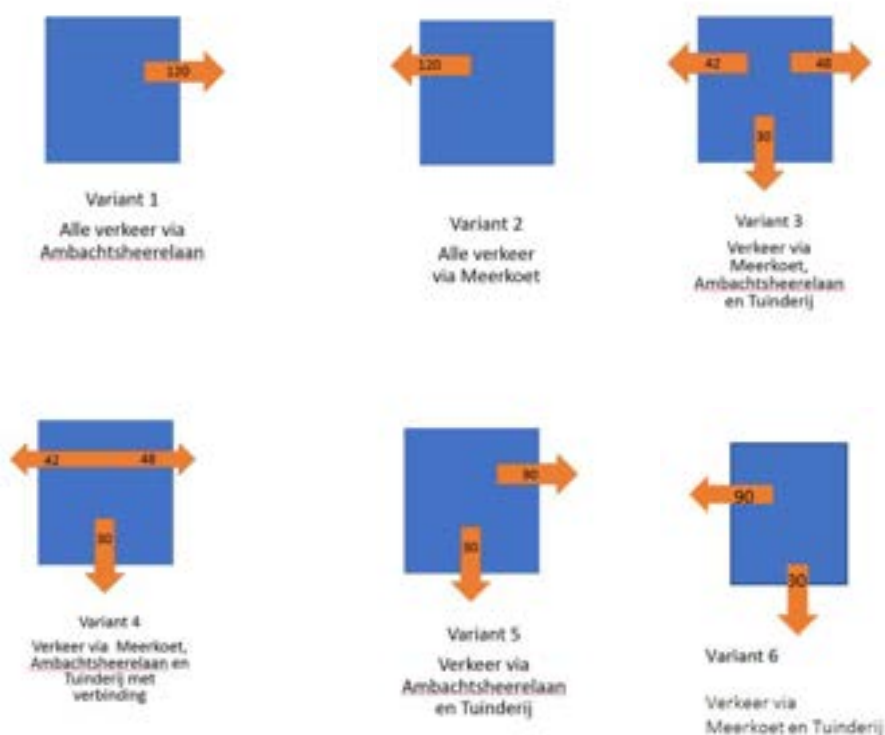 120
Variant 1
Alle verkeer via
Ambachtsheerelaan
120
Variant 2
Alle verkeer
via Meerkoet
42
48
30
Variant 3
Verkeer via
Meerkoet,
Ambachtsheerelaan
en Tuinderij
42
48
30
Variant 4
Verkeer via Meerkoet,
Ambachtsheerelaan en
Tuinderij met
verbinding
90
30
Variant 5
Verkeer via
Ambachtsheerelaan
en Tuinderij
90
30
Variant 6
Verkeer via
Meerkoet en Tuinderij